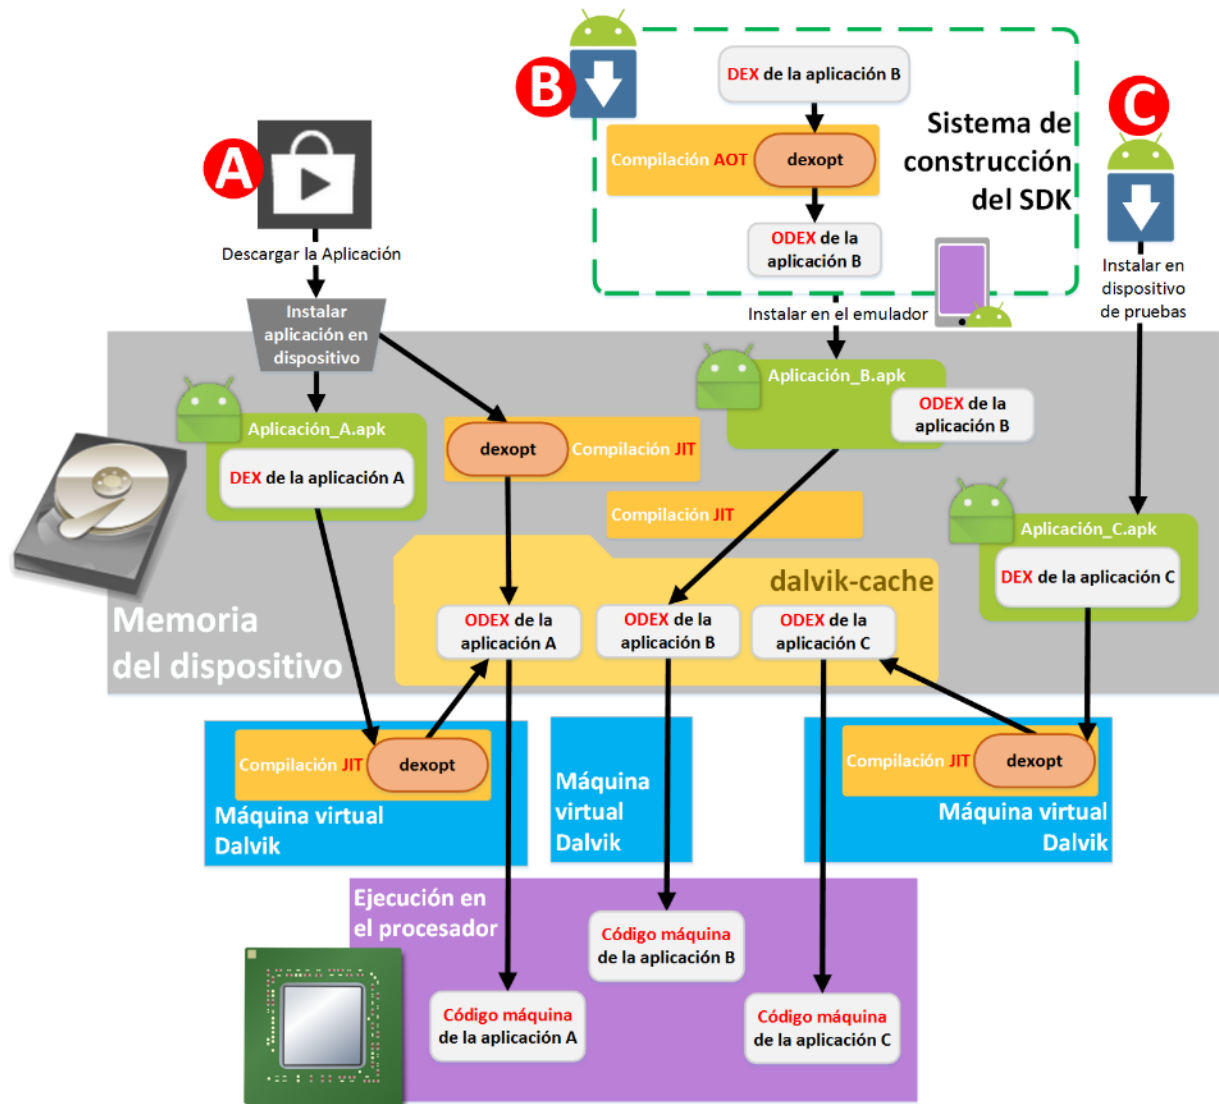 A
Descargar la Aplicación
Instalar
aplicación en
dispositivo
B
DEX de la aplicación B
Compilación AOT
dexopt
ODEX de la
aplicación B
Sistema de
construcción
del SDK
Instalar en el emulador
C
Instalar en
dispositivo
de pruebas
Aplicación_A.apk
DEX de la aplicación A
dexopt
Compilación JIT
Aplicación_B.apk
ODEX de la
aplicación B
Compilación JIT
Aplicación_C.apk
DEX de la aplicación C
dalvik-cache
ODEX de la
aplicación A
ODEX de la
aplicación B
ODEX de la
aplicación C
Memoria
del dispositivo
Compilación JIT
dexopt
Máquina virtual
Dalvik
Máquina
virtual
Dalvik
Compilación JIT
dexopt
Máquina virtual
Dalvik
Ejecución en
el procesador
Código máquina
de la aplicación B
Código máquina
de la aplicación A
Código máquina
de la aplicación C